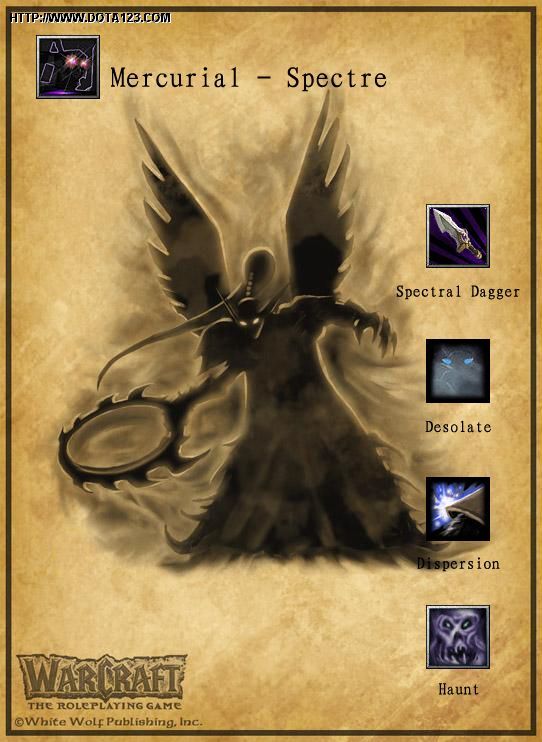 HTTP://WWW.DOTA123.COM
Mercurial - Spectre
Spectral Dagger
Desolate
Dispersion
Haunt
WARCRAFT
THE ROLEPLAYING GAME
©White Wolf Publishing, Inc.